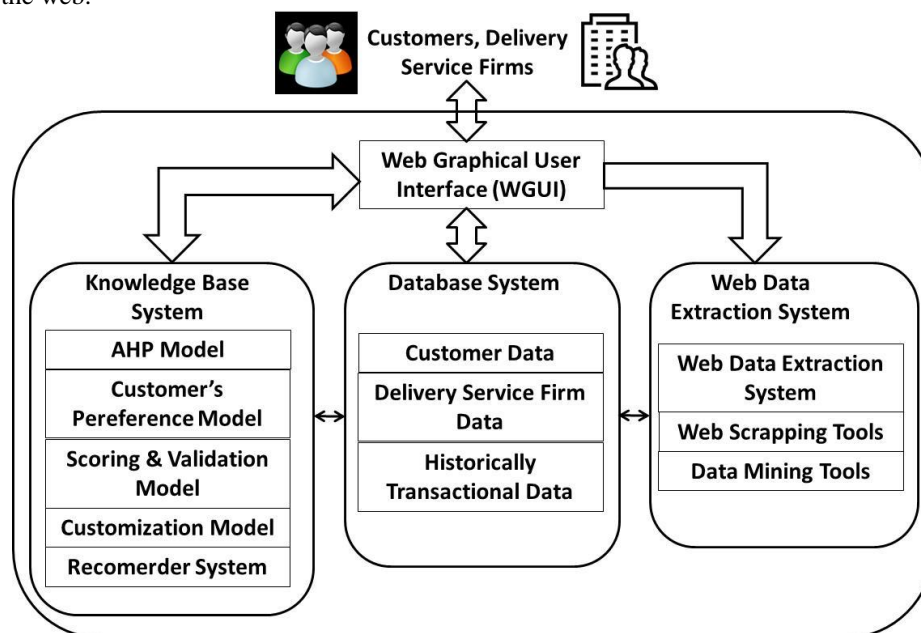 the web.
Customers, Delivery
Service Firms
Web Graphical User
Interface (WGUI)
Knowledge Base
System
AHP Model
Customer's
Pereference Model
Scoring & Validation
Model
Customization Model
Recomerder System
Database System
Customer Data
Delivery Service Firm
Data
Historically
Transactional Data
Web Data
Extraction System
Web Data Extraction
System
Web Scrapping Tools
Data Mining Tools